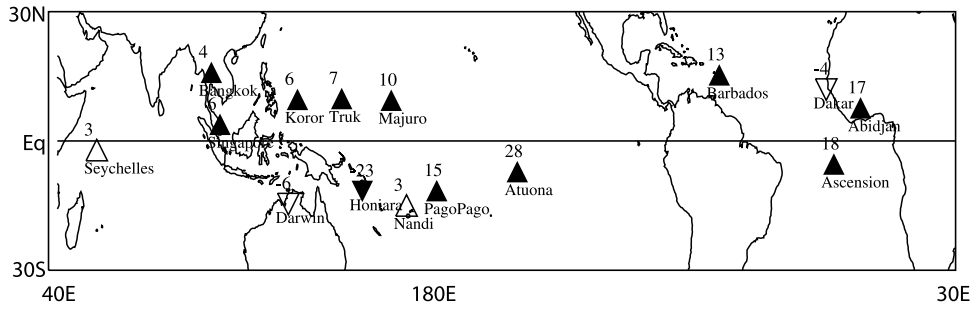 30N
4
Bangkok
6
Koror
7
Truk
10
Majuro
13
Barbados
-4
Dakar
17
Abidjan
6
Singapore
Eq
3
Seychelles
-6
Darwin
23
Honiara
3
Nandi
15
PagoPago
28
Atuona
18
Ascension
30S
40E
180E
30E